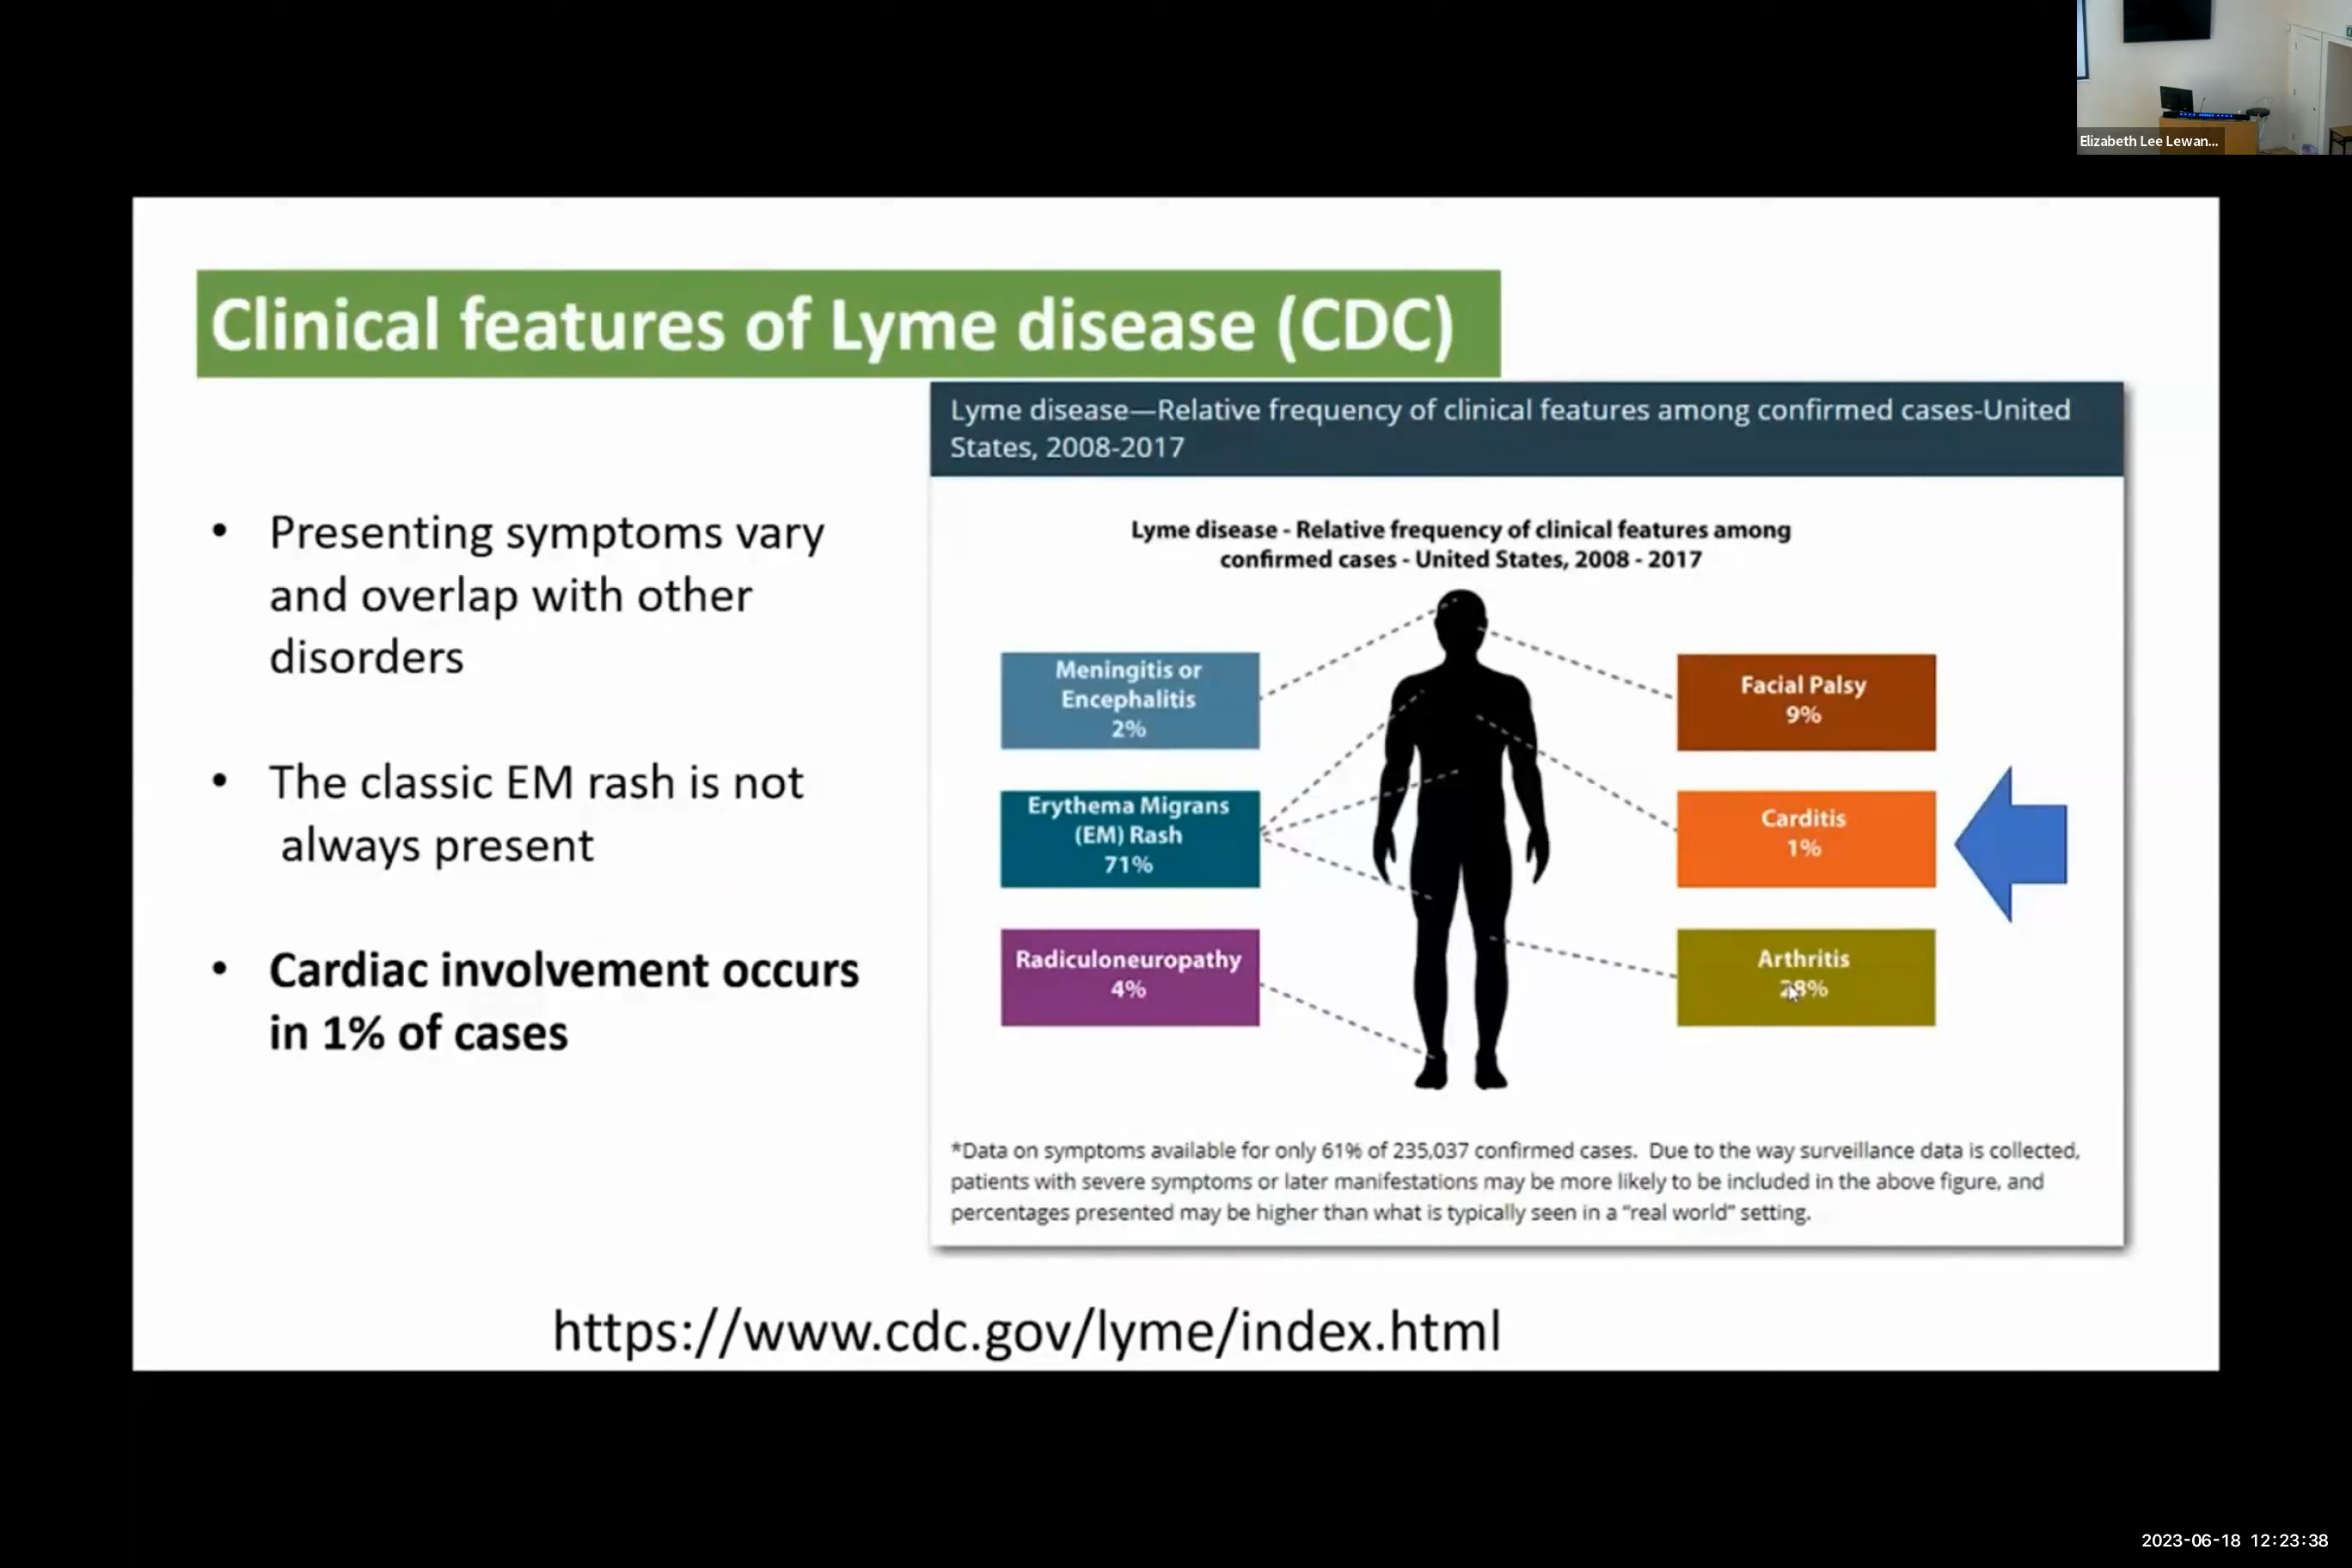 Elizabeth Lee Lewan...
Clinical features of Lyme disease (CDC)
• Presenting symptoms vary
and overlap with other
disorders
• The classic EM rash is not
always present
• Cardiac involvement occurs
in 1% of cases
Lyme disease—Relative frequency of clinical features among confirmed cases-United
States, 2008-2017
Lyme disease - Relative frequency of clinical features among
confirmed cases - United States, 2008 - 2017
Meningitis or
Encephalitis
2%
Erythema Migrans
(EM) Rash
71%
Radiculoneuropathy
4%
Facial Palsy
9%
Carditis
1%
Arthritis
28%
*Data on symptoms available for only 61% of 235,037 confirmed cases.  Due to the way surveillance data is collected,
patients with severe symptoms or later manifestations may be more likely to be included in the above figure, and
percentages presented may be higher than what is typically seen in a “real world” setting.
https://www.cdc.gov/lyme/index.html
2023-06-18 12:23:38